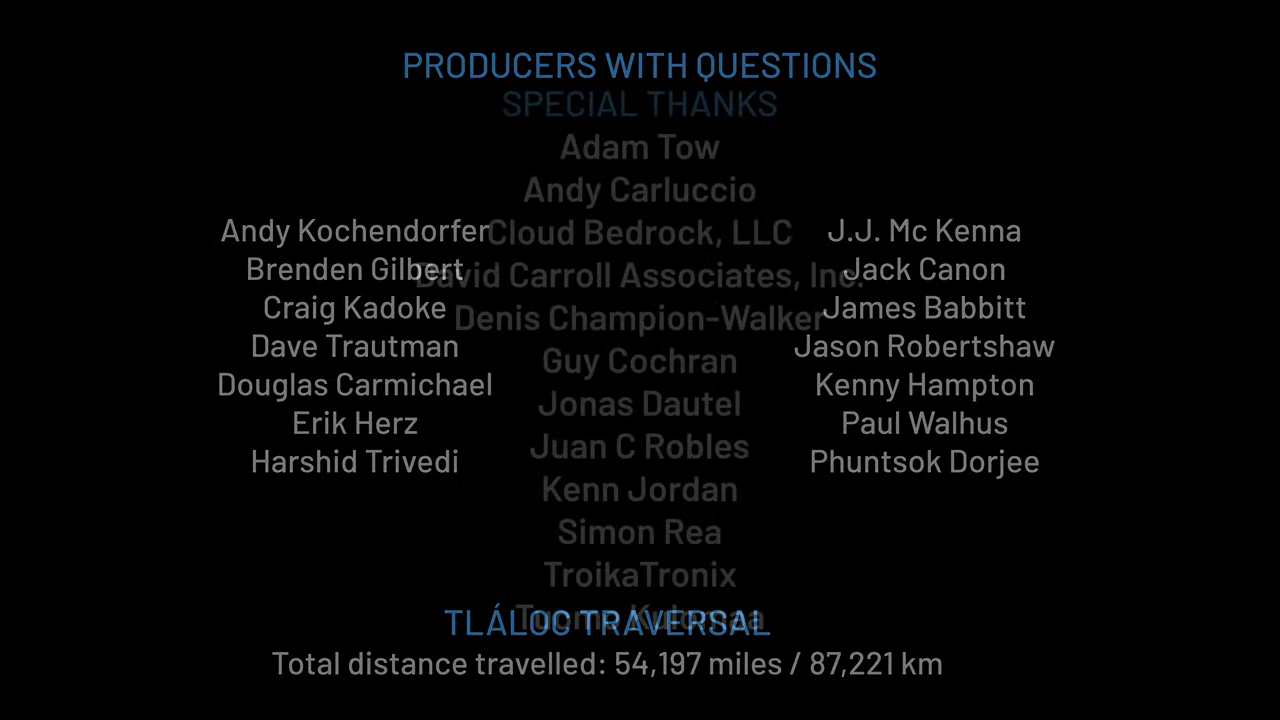 PRODUCERS WITH QUESTIONS
SPECIAL THANKS
Adam Tow
Andy Carluccio
Cloud Bedrock, LLC
David Carroll Associates, Inc.
Denis Champion-Walker
Guy Cochran
Jonas Dautel
Juan C Robles
Kenn Jordan
Simon Rea
TroikaTronix
Andy Kochendorfer
Brenden Gilbert
Craig Kadoke
Dave Trautman
Douglas Carmichael
Erik Herz
Harshid Trivedi
J.J. Mc Kenna
Jack Canon
James Babbitt
Jason Robertshaw
Kenny Hampton
Paul Walhus
Phuntsok Dorjee
TLÁLOC TRAVERSAL
Total distance travelled: 54,197 miles / 87,221 km